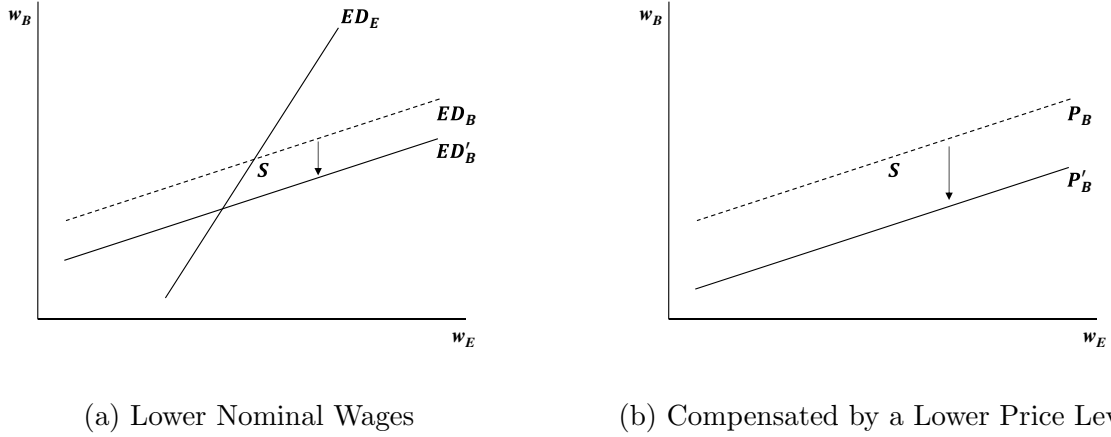 w_B
ED_E
ED_B
ED'_B
S
w_E
(a) Lower Nominal Wages
w_B
P_B
S
P'_B
w_E
(b) Compensated by a Lower Price Lev